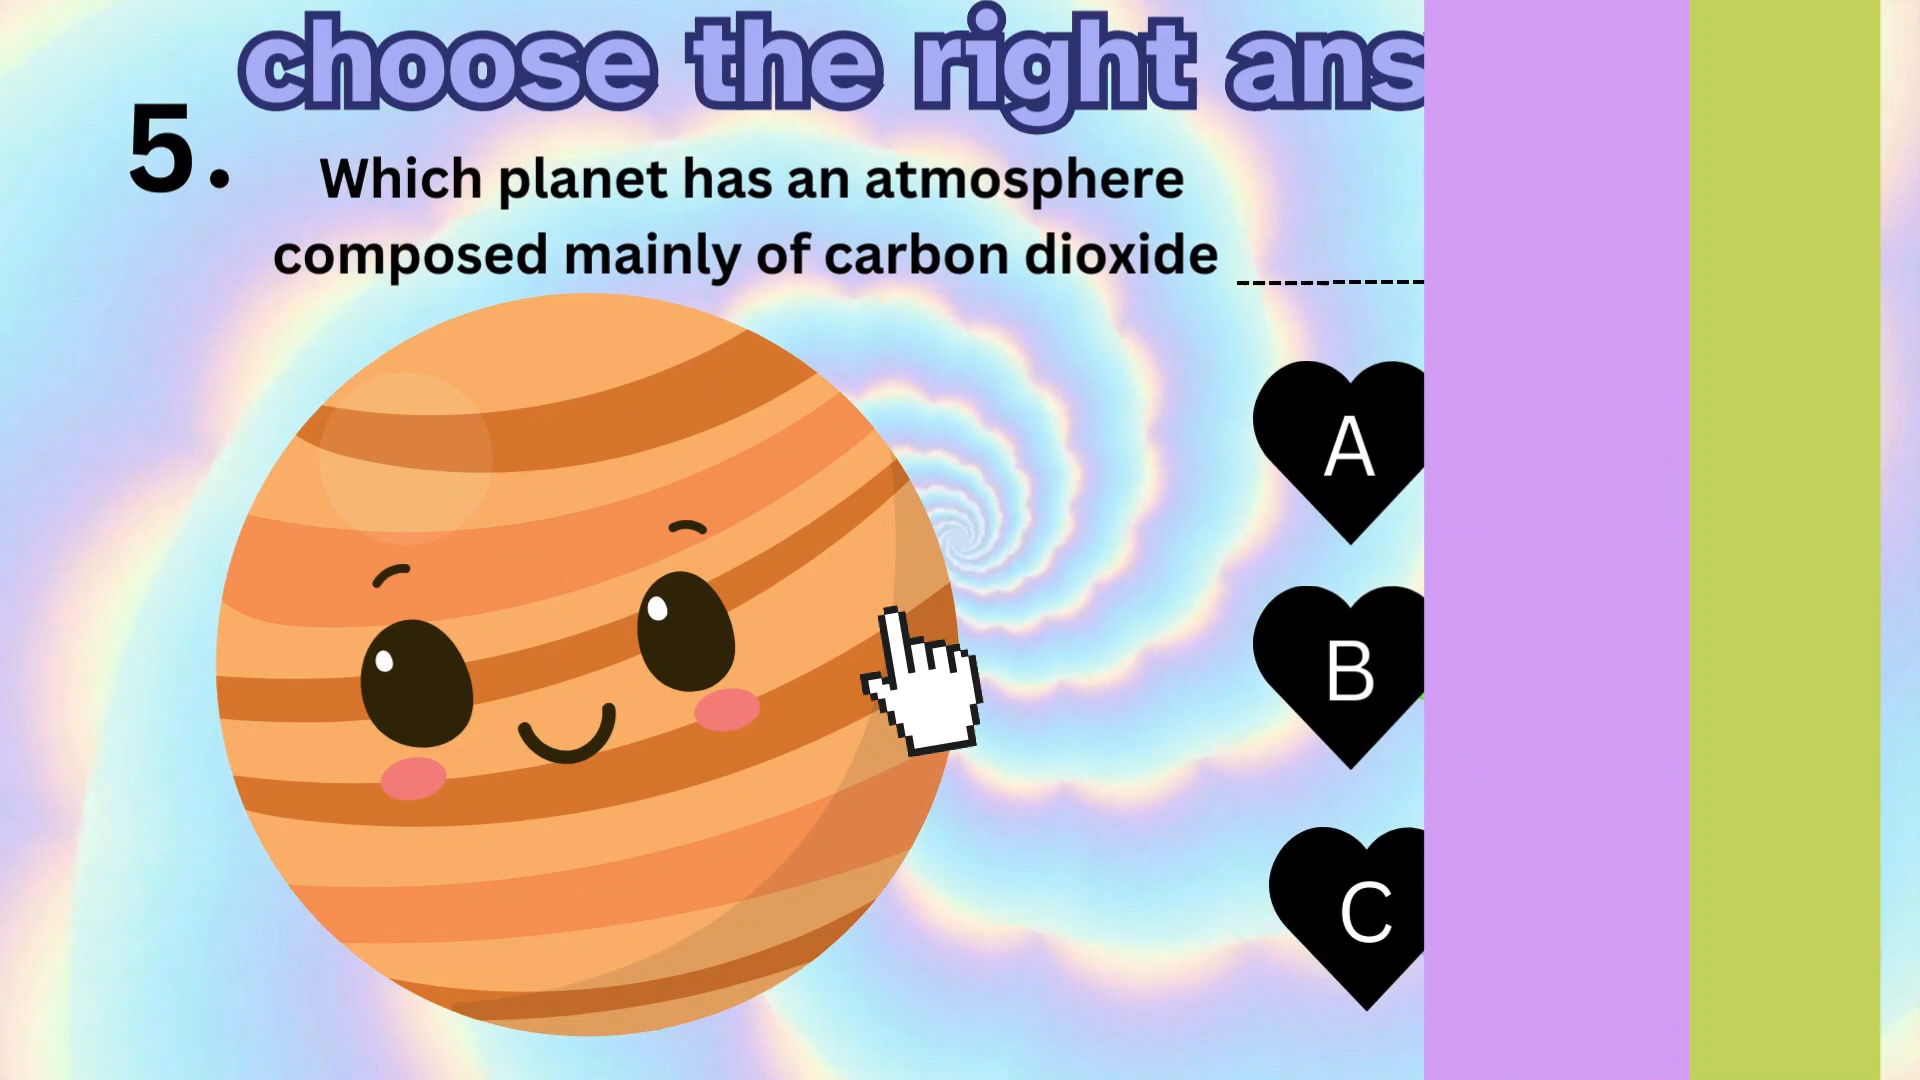 choose the right ans
5.
Which planet has an atmosphere
composed mainly of carbon dioxide
A
B
C